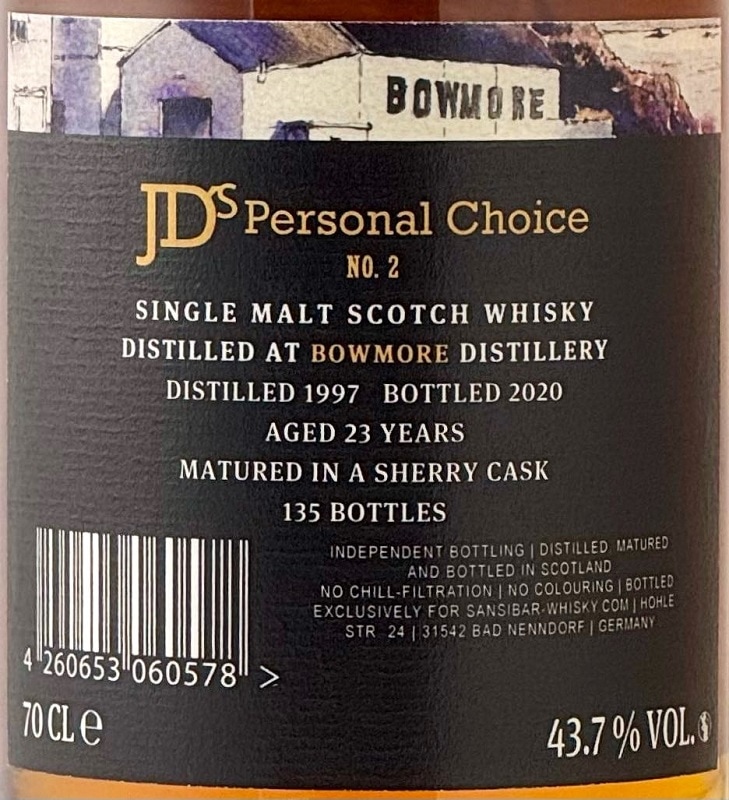 BOWMORE
JD'S Personal Choice
NO. 2
SINGLE MALT SCOTCH WHISKY
DISTILLED AT BOWMORE DISTILLERY
DISTILLED 1997 BOTTLED 2020
AGED 23 YEARS
MATURED IN A SHERRY CASK
135 BOTTLES
INDEPENDENT BOTTLING | DISTILLED, MATURED
AND BOTTLED IN SCOTLAND
NO CHILL-FILTRATION | NO COLOURING | BOTTLED
EXCLUSIVELY FOR SANSIBAR-WHISKY.COM | HOHLE
STR. 24 | 31542 BAD NENNDORF | GERMANY
4 260653 060578 >
70 CL e
43.7 % VOL.